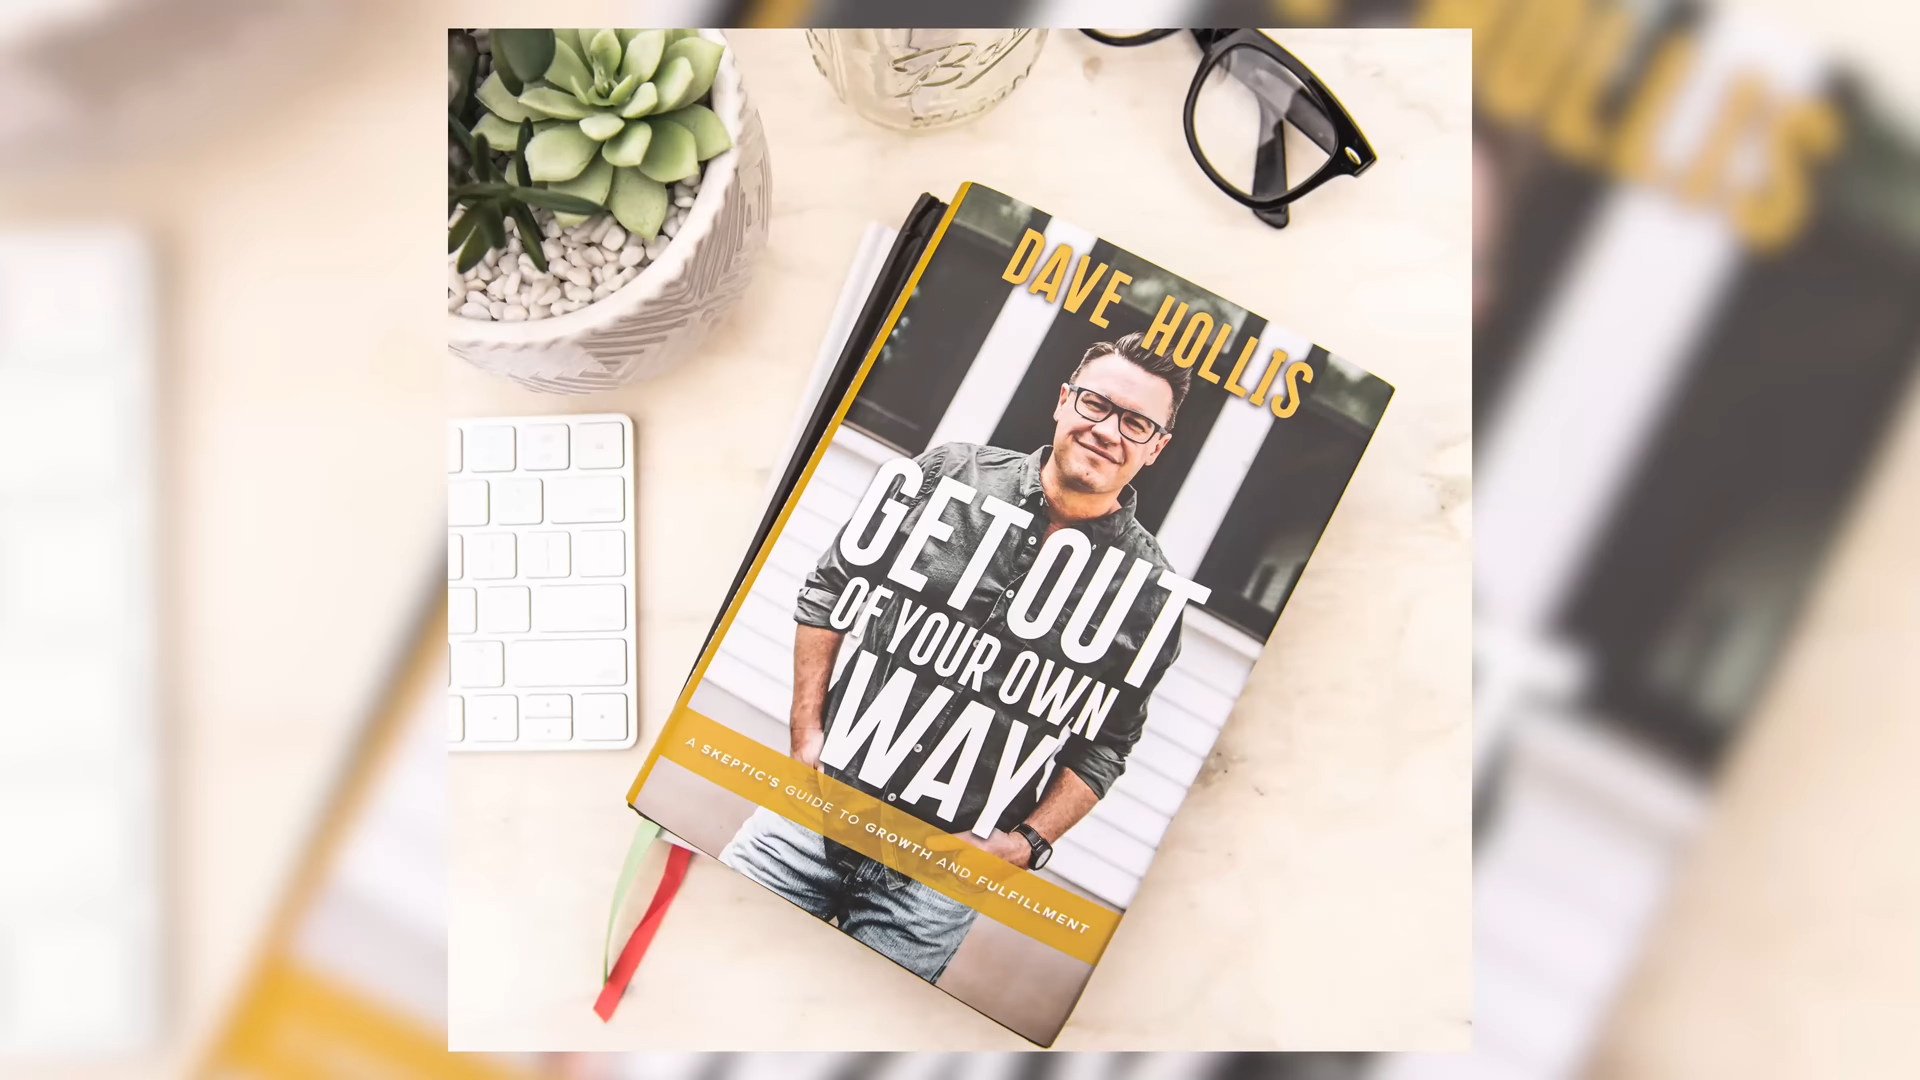 DAVE HOLLIS
GET OUT
OF YOUR OWN
WAY
A SKEPTIC'S GUIDE TO GROWTH AND FULFILLMENT